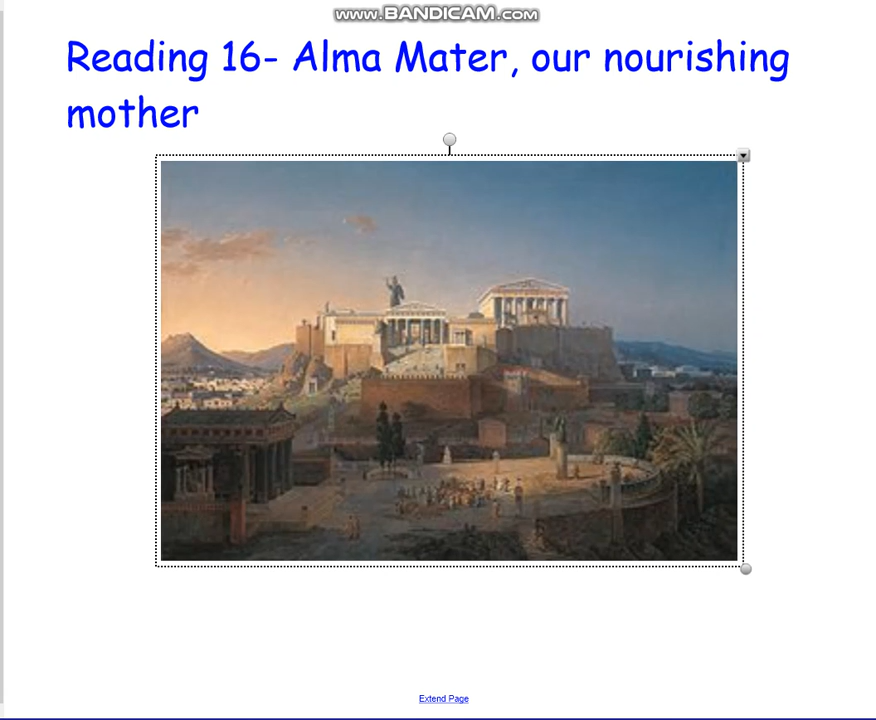 www.BANDICAM.com
Reading 16- Alma Mater, our nourishing
mother
Extend Page